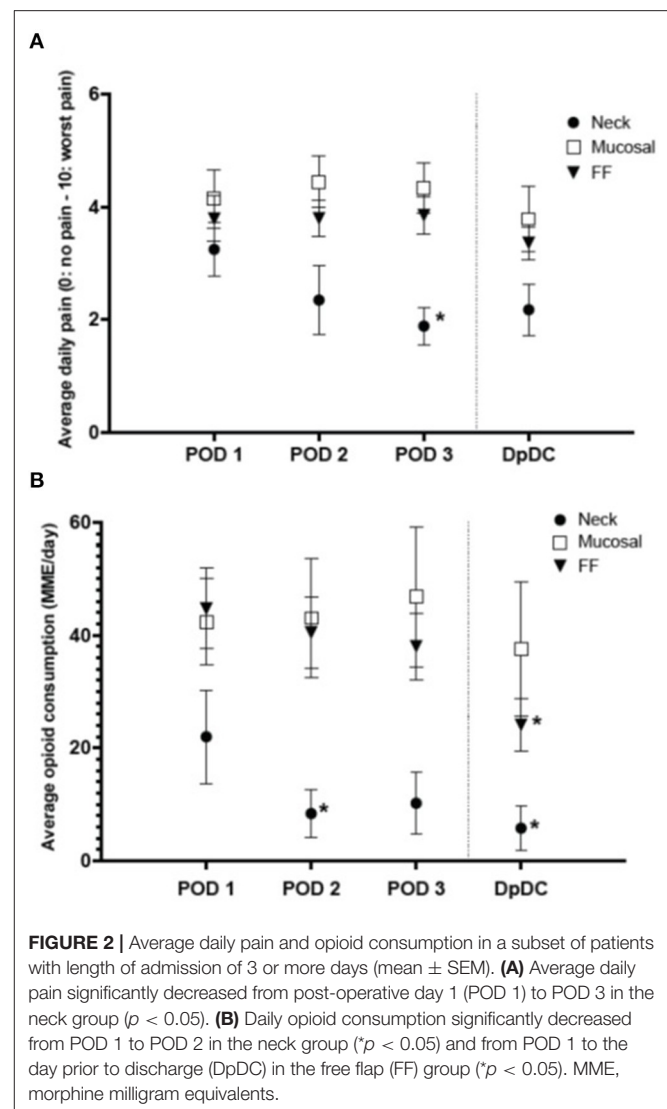 A
Average daily pain (0: no pain - 10: worst pain)
6
4
2
0
Neck
Mucosal
FF
*
POD 1
POD 2
POD 3
DpDC
B
Average opioid consumption (MME/day)
60
40
20
0
Neck
Mucosal
FF
*
*
*
POD 1
POD 2
POD 3
DpDC
FIGURE 2 | Average daily pain and opioid consumption in a subset of patients
with length of admission of 3 or more days (mean ± SEM). (A) Average daily
pain significantly decreased from post-operative day 1 (POD 1) to POD 3 in the
neck group (p < 0.05). (B) Daily opioid consumption significantly decreased
from POD 1 to POD 2 in the neck group (*p < 0.05) and from POD 1 to the
day prior to discharge (DpDC) in the free flap (FF) group (*p < 0.05). MME,
morphine milligram equivalents.